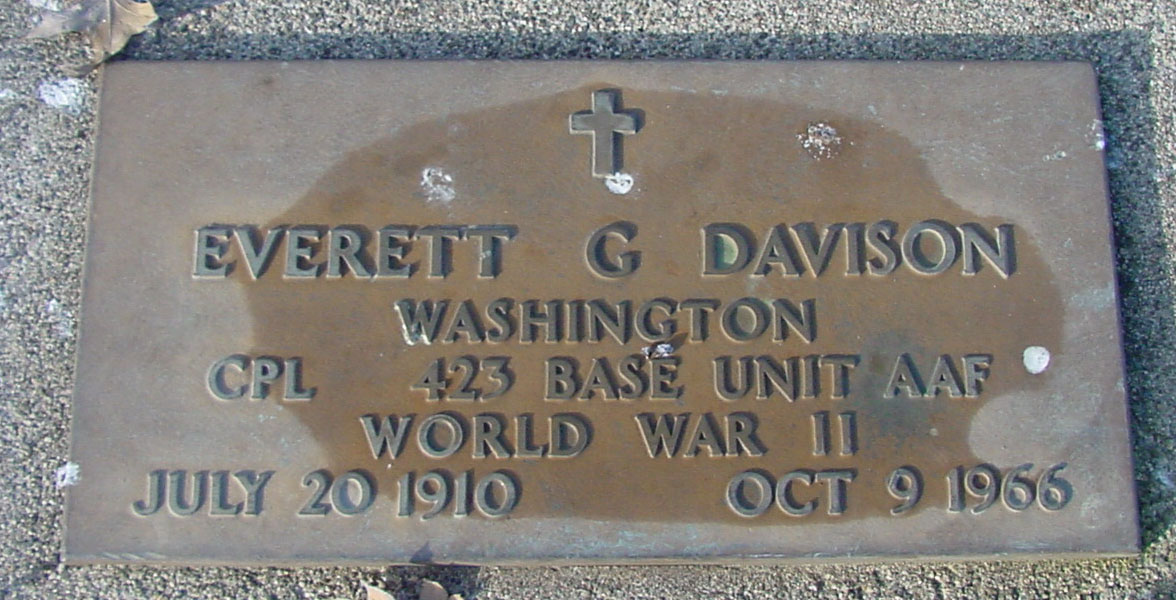 EVERETT G DAVISON
WASHINGTON
CPL 423 BASE UNIT AAF
WORLD WAR II
JULY 20 1910 OCT 9 1966